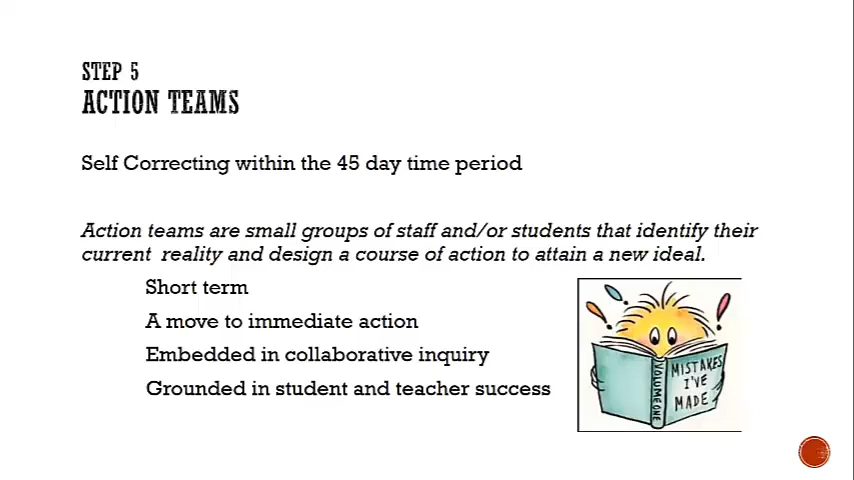 STEP 5
ACTION TEAMS
Self Correcting within the 45 day time period
Action teams are small groups of staff and/or students that identify their
current reality and design a course of action to attain a new ideal.
Short term
A move to immediate action
Embedded in collaborative inquiry
Grounded in student and teacher success
VOLUME ONE
MISTAKES
I'VE
MADE